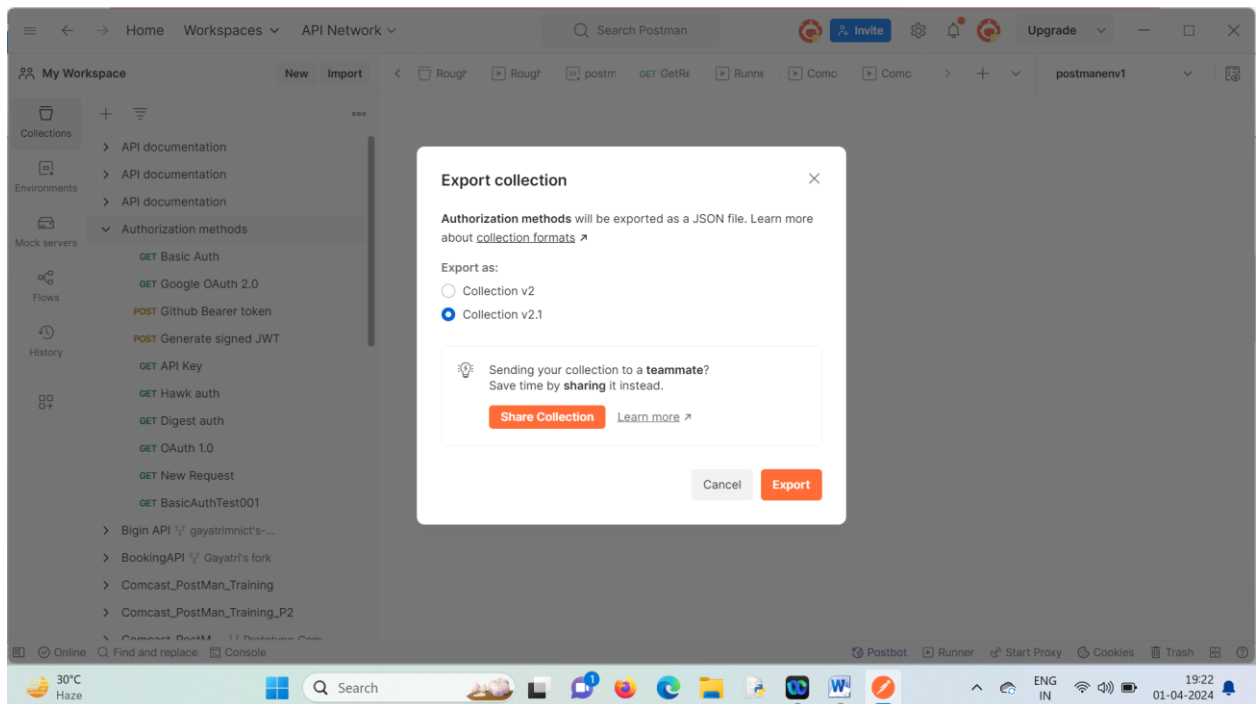 Home Workspaces API Network Search Postman Invite Upgrade
My Workspace New Import Rough Rough postm GET GetRe Runne Comc Comc postmanenv1
Collections
Environments
Mock servers
Flows
History
API documentation
API documentation
API documentation
Authorization methods
GET Basic Auth
GET Google OAuth 2.0
POST Github Bearer token
POST Generate signed JWT
GET API Key
GET Hawk auth
GET Digest auth
GET OAuth 1.0
GET New Request
GET BasicAuthTest001
Bigin API gayatrimnict's-...
BookingAPI Gayatri's fork
Comcast_PostMan_Training
Comcast_PostMan_Training_P2
Export collection
Authorization methods will be exported as a JSON file. Learn more
about collection formats
Export as:
Collection v2
Collection v2.1
Sending your collection to a teammate?
Save time by sharing it instead.
Share Collection Learn more
Cancel Export
Online Find and replace Console Postbot Runner Start Proxy Cookies Trash
30°C
Haze
Search
1
W
ENG
IN
19:22
01-04-2024